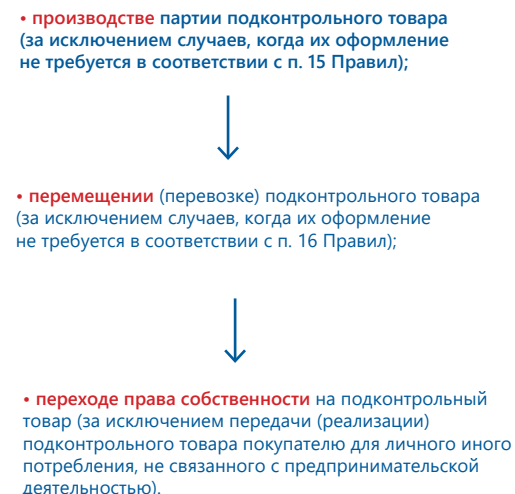 • производстве партии подконтрольного товара
(за исключением случаев, когда их оформление
не требуется в соответствии с п. 15 Правил);
• перемещении (перевозке) подконтрольного товара
(за исключением случаев, когда их оформление
не требуется в соответствии с п. 16 Правил);
• переходе права собственности на подконтрольный
товар (за исключением передачи (реализации)
подконтрольного товара покупателю для личного иного
потребления, не связанного с предпринимательской
деятельностью).